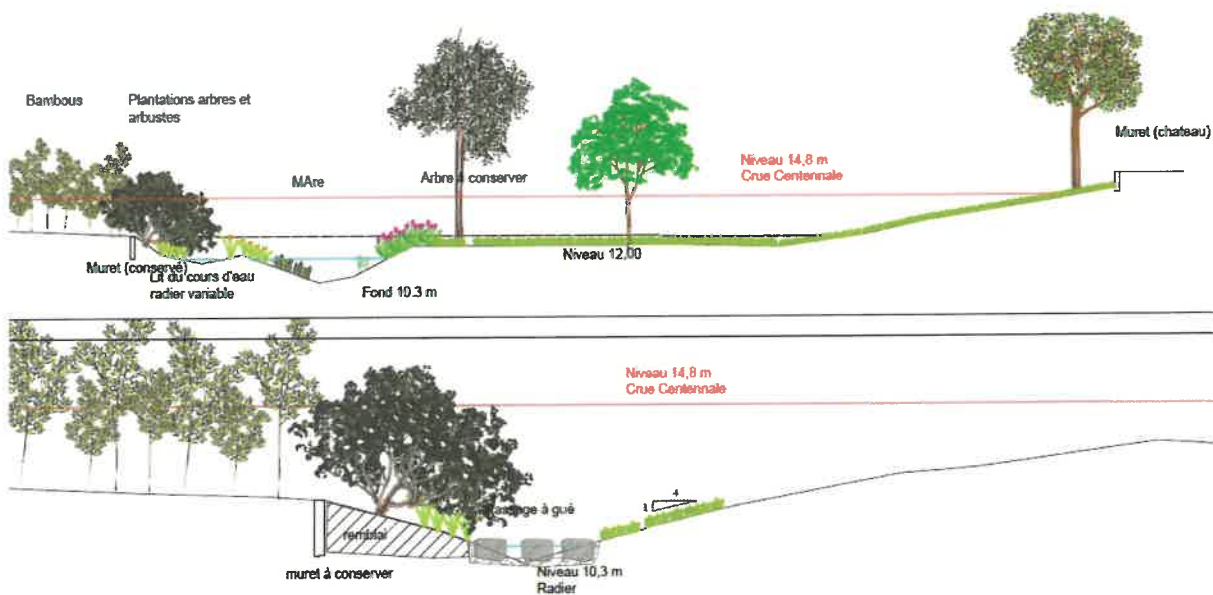 Bambous
Plantations arbres et
arbustes
MAre
Arbre à conserver
Niveau 14,8 m
Crue Centennale
Muret (chateau)
Muret (conservé)
Lit du cours d'eau
radier variable
Fond 10.3 m
Niveau 12,00
Niveau 14,8 m
Crue Centennale
4
1
passage à gué
remblai
muret à conserver
Niveau 10,3 m
Radier